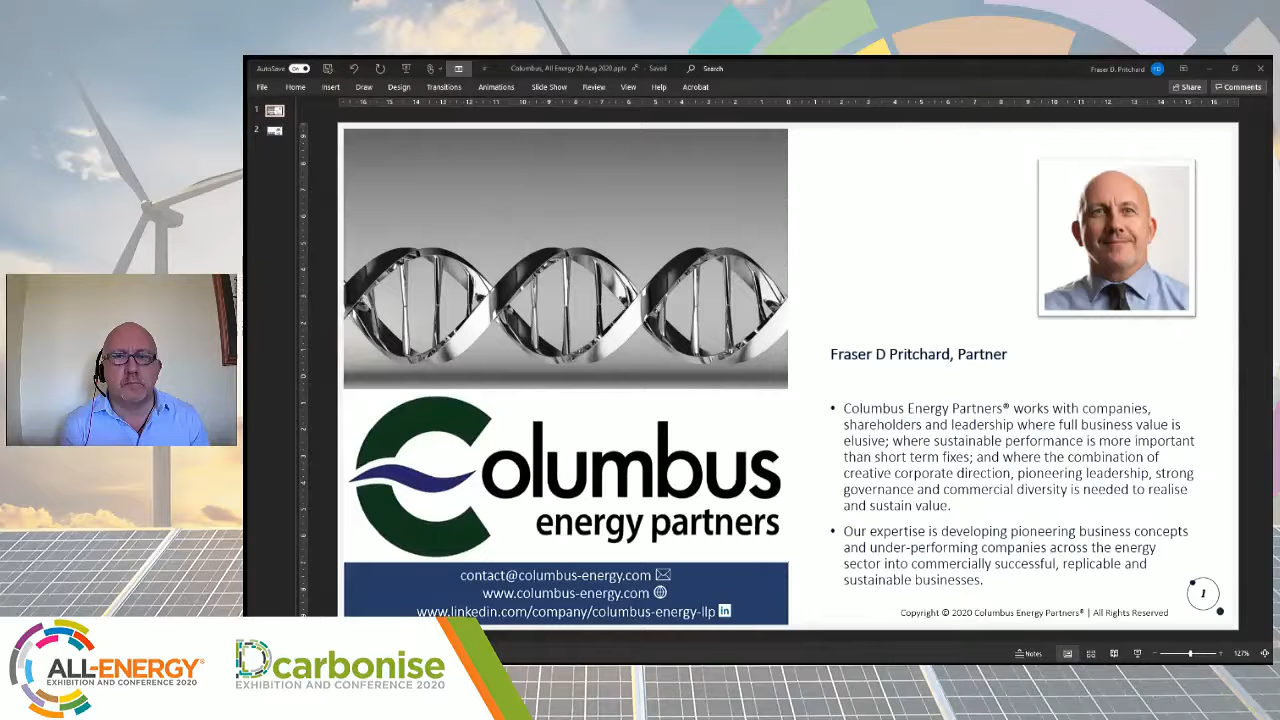 AutoSave On
Columbus, All Energy 20 Aug 2020.pptx
Saved
Search
Fraser D. Pritchard
FP
File Home Insert Draw Design Transitions Animations Slide Show Review View Help Acrobat
Share
Comments
1
2
Columbus
energy partners
contact@columbus-energy.com
www.columbus-energy.com
www.linkedin.com/company/columbus-energy-llp in
Fraser D Pritchard, Partner
• Columbus Energy Partners® works with companies,
shareholders and leadership where full business value is
elusive; where sustainable performance is more important
than short term fixes; and where the combination of
creative corporate direction, pioneering leadership, strong
governance and commercial diversity is needed to realise
and sustain value.
• Our expertise is developing pioneering business concepts
and under-performing companies across the energy
sector into commercially successful, replicable and
sustainable businesses.
1
Copyright © 2020 Columbus Energy Partners® | All Rights Reserved
Notes
127%
ALL-ENERGY®
EXHIBITION AND CONFERENCE 2020
Dcarbonise
EXHIBITION AND CONFERENCE 2020